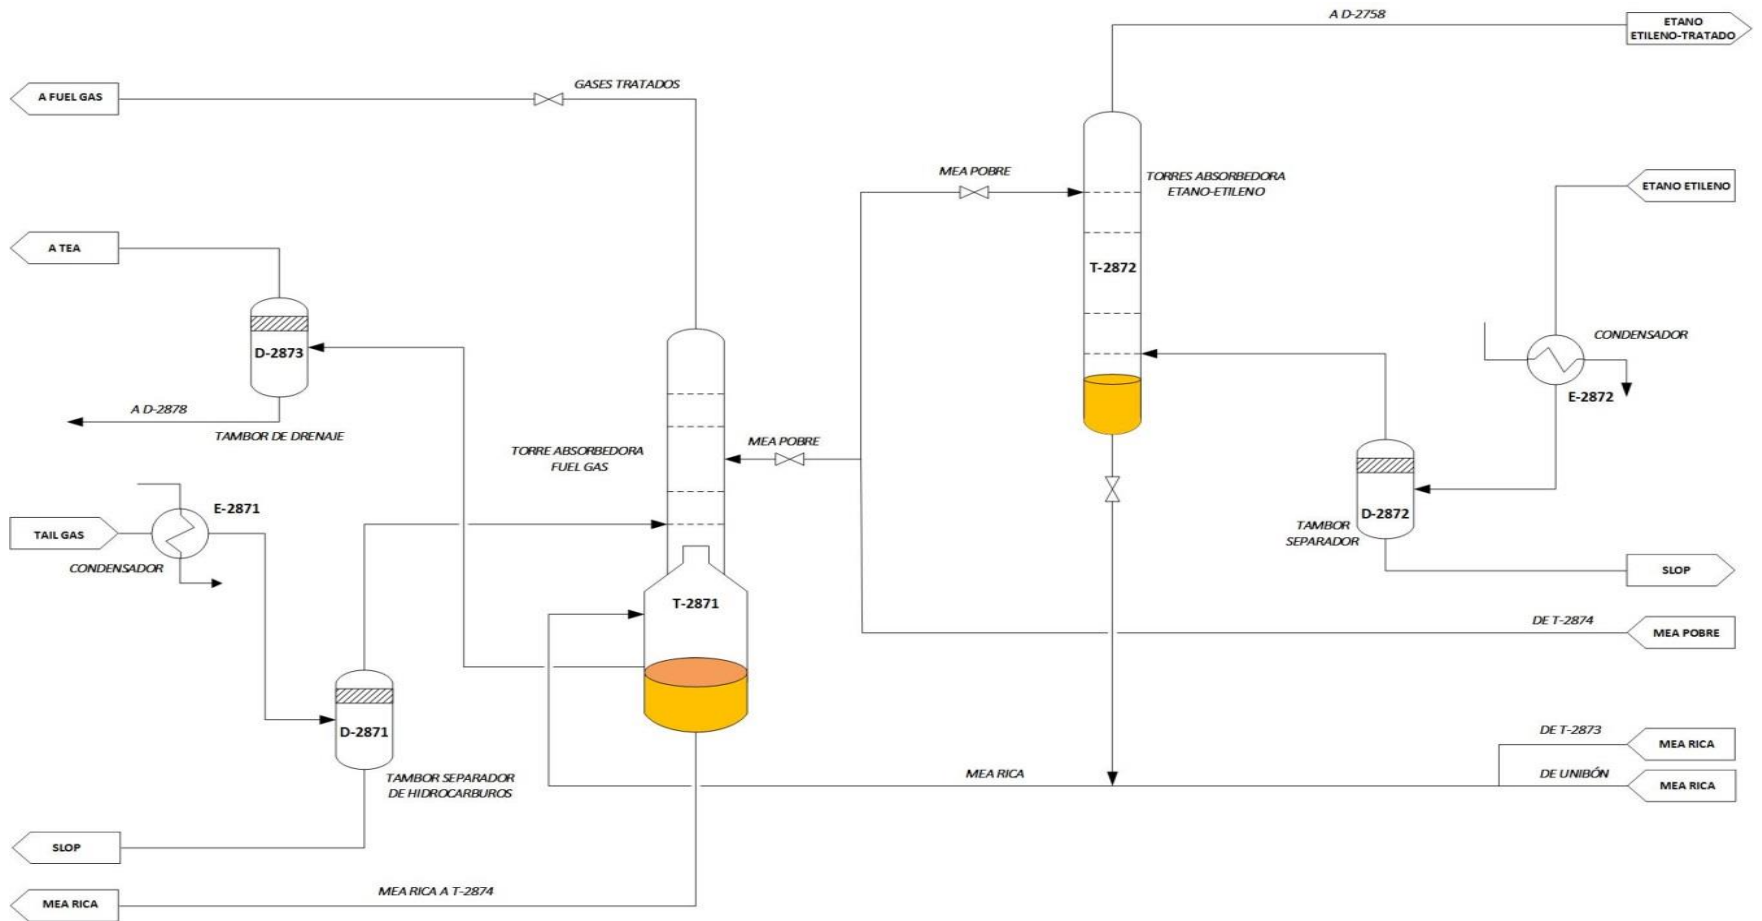 A D-2758
ETANO
ETILENO-TRATADO
A FUEL GAS
GASES TRATADOS
MEA POBRE
TORRES ABSORBEDORA
ETANO-ETILENO
ETANO ETILENO
A TEA
T-2872
D-2873
CONDENSADOR
E-2872
A D-2878
TAMBOR DE DRENAJE
TORRE ABSORBEDORA
FUEL GAS
MEA POBRE
E-2871
TAIL GAS
CONDENSADOR
D-2872
TAMBOR
SEPARADOR
SLOP
T-2871
DE T-2874
MEA POBRE
D-2871
DE T-2873
MEA RICA
TAMBOR SEPARADOR
DE HIDROCARBUROS
MEA RICA
DE UNIBÓN
MEA RICA
SLOP
MEA RICA A T-2874
MEA RICA